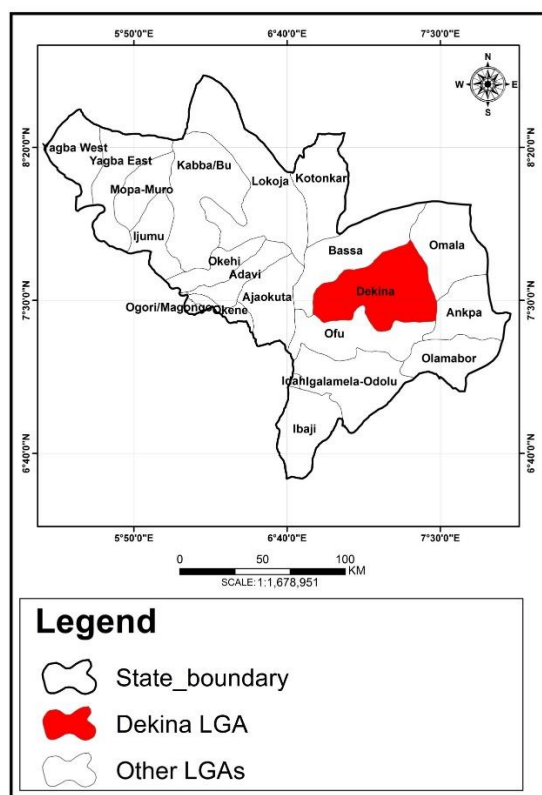 5°50'0"E 6°40'0"E 7°30'0"E
N
W E
S
8°20'0"N
8°20'0"N
7°30'0"N
7°30'0"N
6°40'0"N
6°40'0"N
Yagba West
Yagba East
Kabba/Bu
Mopa-Muro
Lokoja
Kotonkar
Ijumu
Bassa
Omala
Okehi
Adavi
Dekina
Ajaokuta
Ogori/Magongo
Okene
Ankpa
Ofu
Olamabor
Idah
Igalamela-Odolu
Ibaji
5°50'0"E 6°40'0"E 7°30'0"E
0 50 100
KM
SCALE: 1:1,678,951
Legend
State_boundary
Dekina LGA
Other LGAs